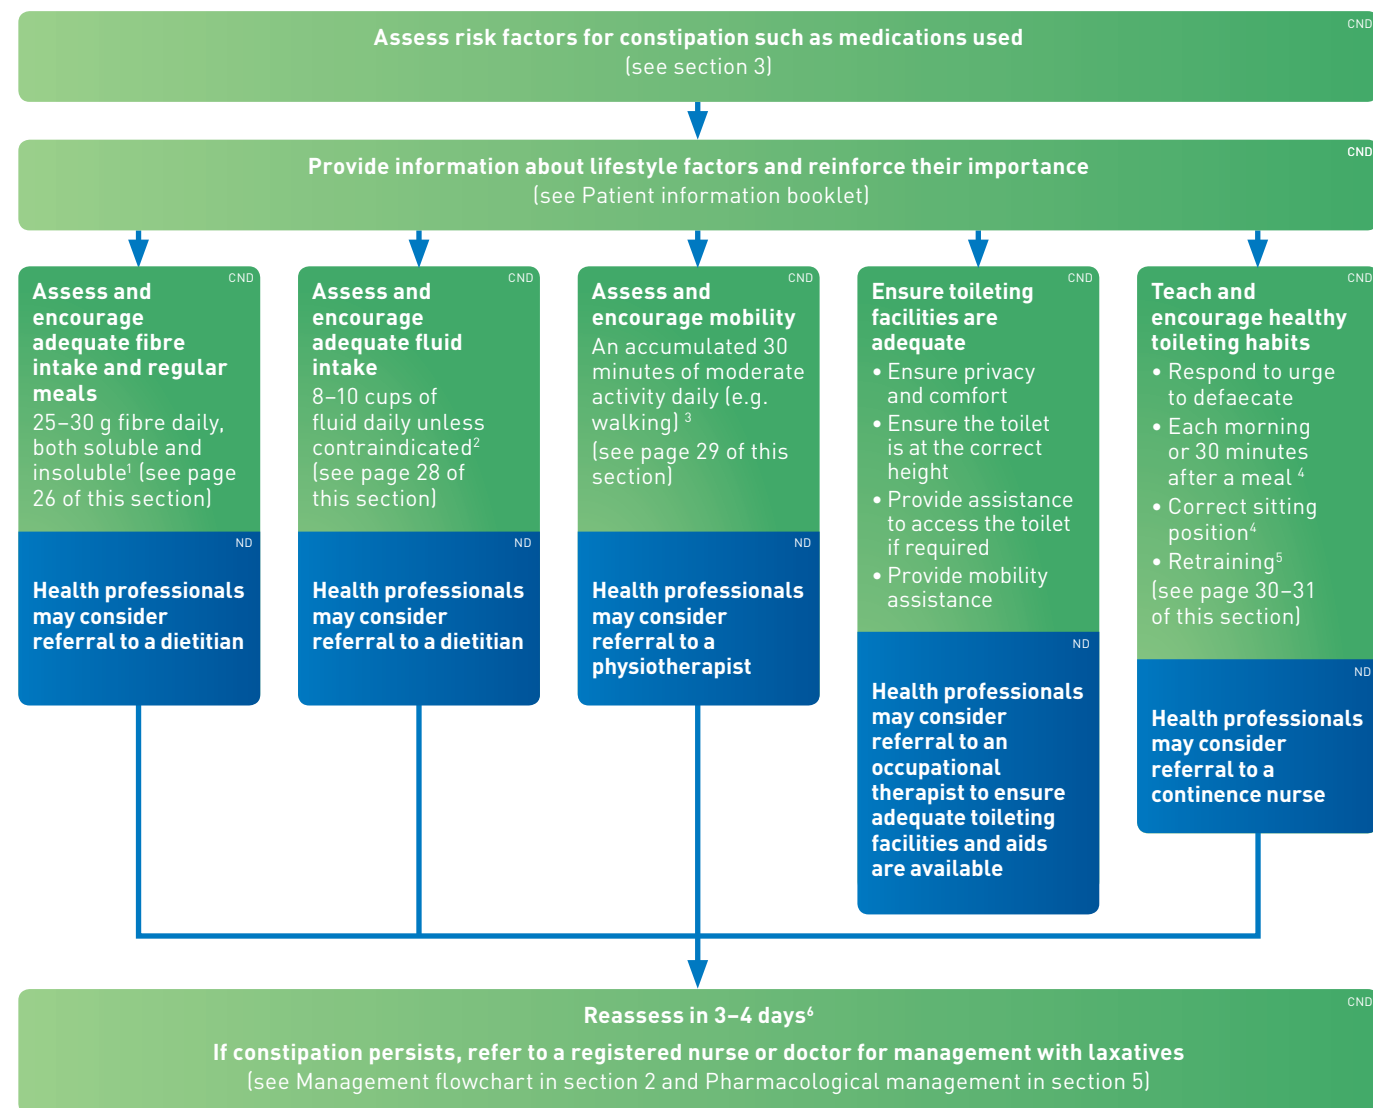 CND
Assess risk factors for constipation such as medications used
(see section 3)
CND
Provide information about lifestyle factors and reinforce their importance
(see Patient information booklet)
CND
Assess and
encourage
adequate fibre
intake and regular
meals
25–30 g fibre daily,
both soluble and
insoluble¹ (see page
26 of this section)
ND
Health professionals
may consider
referral to a dietitian
CND
Assess and
encourage
adequate fluid
intake
8–10 cups of
fluid daily unless
contraindicated²
(see page 28 of
this section)
ND
Health professionals
may consider
referral to a dietitian
CND
Assess and
encourage mobility
An accumulated 30
minutes of moderate
activity daily (e.g.
walking) ³
(see page 29 of this
section)
ND
Health professionals
may consider
referral to a
physiotherapist
CND
Ensure toileting
facilities are
adequate
• Ensure privacy
and comfort
• Ensure the toilet
is at the correct
height
• Provide assistance
to access the toilet
if required
• Provide mobility
assistance
ND
Health professionals
may consider
referral to an
occupational
therapist to ensure
adequate toileting
facilities and aids
are available
CND
Teach and
encourage healthy
toileting habits
• Respond to urge
to defaecate
• Each morning
or 30 minutes
after a meal ⁴
• Correct sitting
position⁴
• Retraining⁵
(see page 30–31
of this section)
ND
Health professionals
may consider
referral to a
continence nurse
CND
Reassess in 3–4 days⁶
If constipation persists, refer to a registered nurse or doctor for management with laxatives
(see Management flowchart in section 2 and Pharmacological management in section 5)